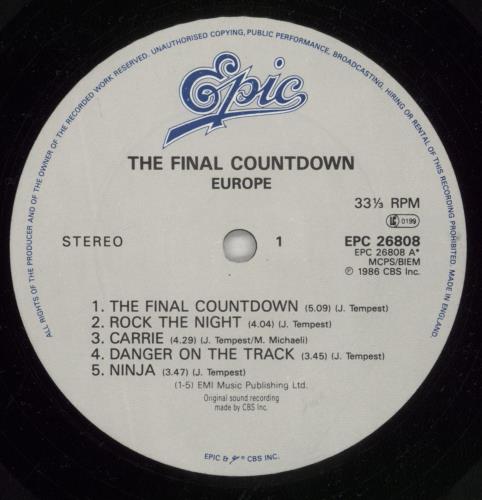 ALL RIGHTS OF THE PRODUCER AND OF THE OWNER OF THE RECORDED WORK RESERVED. UNAUTHORISED COPYING, PUBLIC PERFORMANCE, BROADCASTING, HIRING OR RENTAL OF THIS RECORDING PROHIBITED. MADE IN ENGLAND.
Epic
THE FINAL COUNTDOWN
EUROPE
33⅓ RPM
0199
STEREO
1
EPC 26808
EPC 26808 A*
MCPS/BIEM
℗ 1986 CBS Inc.
1. THE FINAL COUNTDOWN (5.09) (J. Tempest)
2. ROCK THE NIGHT (4.04) (J. Tempest)
3. CARRIE (4.29) (J. Tempest/M. Michaeli)
4. DANGER ON THE TRACK (3.45) (J. Tempest)
5. NINJA (3.47) (J. Tempest)
(1-5) EMI Music Publishing Ltd.
Original sound recording
made by CBS Inc.
EPIC & ® CBS INC.